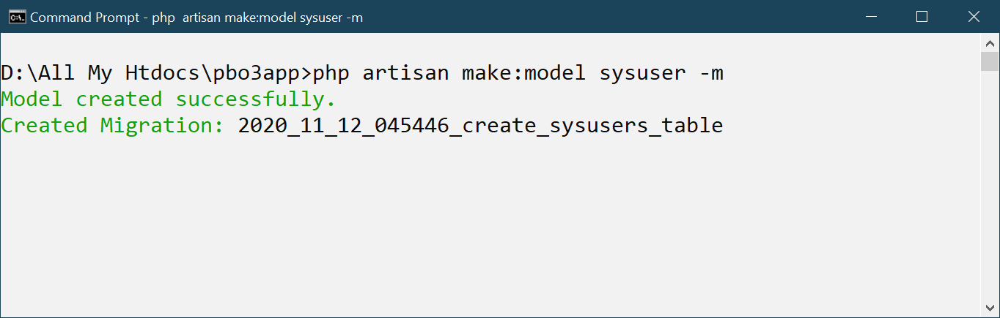 Command Prompt - php  artisan make:model sysuser -m
D:\All My Htdocs\pbo3app>php artisan make:model sysuser -m
Model created successfully.
Created Migration: 2020_11_12_045446_create_sysusers_table